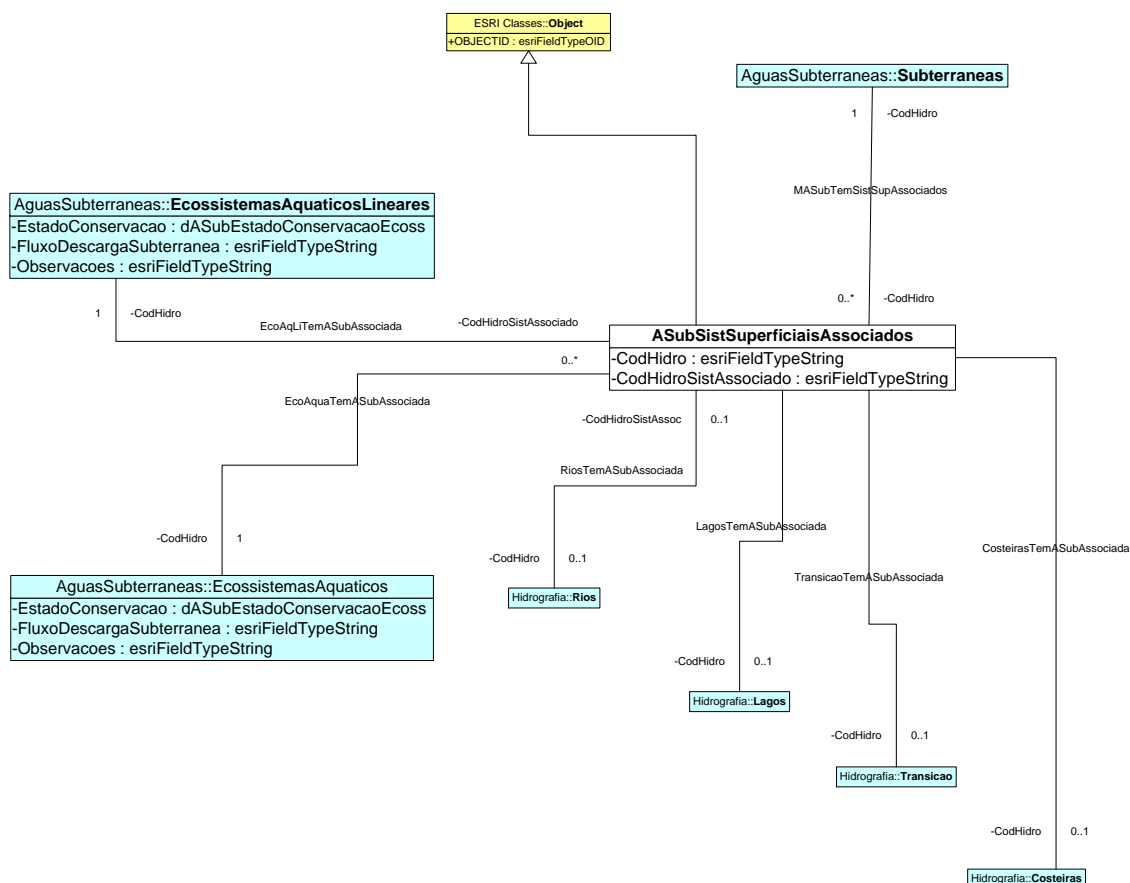 ESRI Classes::Object
+OBJECTID : esriFieldTypeOID
AguasSubterraneas::Subterraneas
1 -CodHidro
MASubTemSistSupAssociados
AguasSubterraneas::EcossistemasAquaticosLineares
-EstadoConservacao : dASubEstadoConservacaoEcoss
-FluxoDescargaSubterranea : esriFieldTypeString
-Observacoes : esriFieldTypeString
0..* -CodHidro
1 -CodHidro
EcoAqLiTemASubAssociada
-CodHidroSistAssociado
0..*
ASubSistSuperficiaisAssociados
-CodHidro : esriFieldTypeString
-CodHidroSistAssociado : esriFieldTypeString
EcoAquaTemASubAssociada
-CodHidroSistAssoc 0..1
RiosTemASubAssociada
LagosTemASubAssociada
CosteirasTemASubAssociada
TransicaoTemASubAssociada
-CodHidro 1
-CodHidro 0..1
AguasSubterraneas::EcossistemasAquaticos
-EstadoConservacao : dASubEstadoConservacaoEcoss
-FluxoDescargaSubterranea : esriFieldTypeString
-Observacoes : esriFieldTypeString
Hidrografia::Rios
-CodHidro 0..1
Hidrografia::Lagos
-CodHidro 0..1
Hidrografia::Transicao
-CodHidro 0..1
Hidrografia::Costeiras